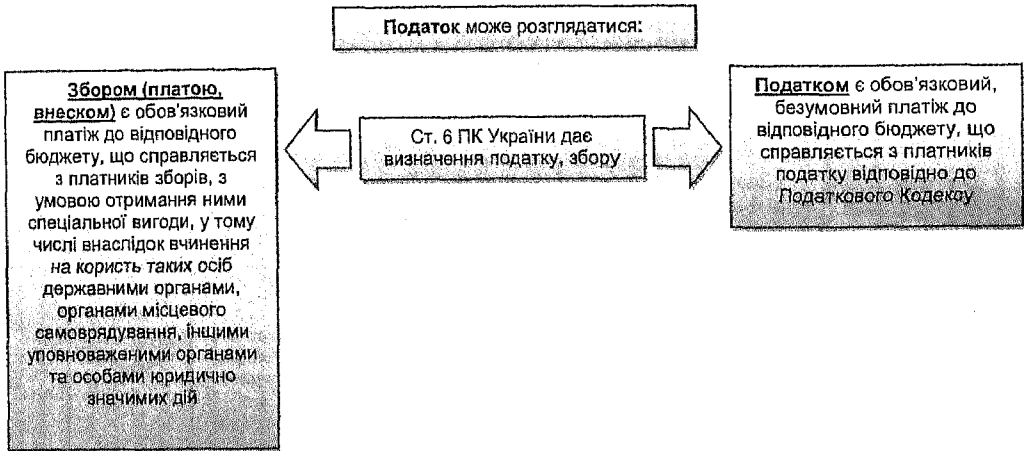 Податок може розглядатися:
Збором (платою,
внеском) є обов'язковий
платіж до відповідного
бюджету, що справляється
з платників зборів, з
умовою отримання ними
спеціальної вигоди, у тому
числі внаслідок вчинення
на користь таких осіб
державними органами,
органами місцевого
самоврядування, іншими
уповноваженими органами
та особами юридично
значимих дій
Ст. 6 ПК України дає
визначення податку, збору
Податком є обов'язковий,
безумовний платіж до
відповідного бюджету, що
справляється з платників
податку відповідно до
Податкового Кодексу